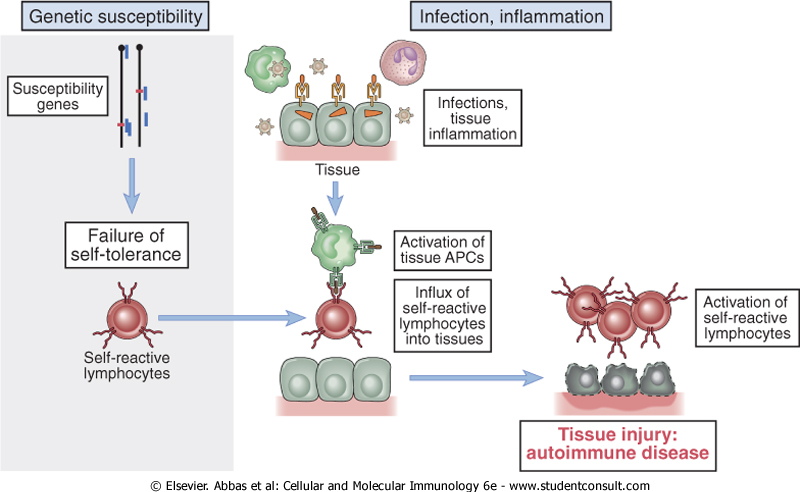 Genetic susceptibility
Infection, inflammation
Susceptibility
genes
Infections,
tissue
inflammation
Tissue
Failure of
self-tolerance
Activation of
tissue APCs
Self-reactive
lymphocytes
Influx of
self-reactive
lymphocytes
into tissues
Activation of
self-reactive
lymphocytes
Tissue injury:
autoimmune disease
© Elsevier. Abbas et al: Cellular and Molecular Immunology 6e - www.studentconsult.com